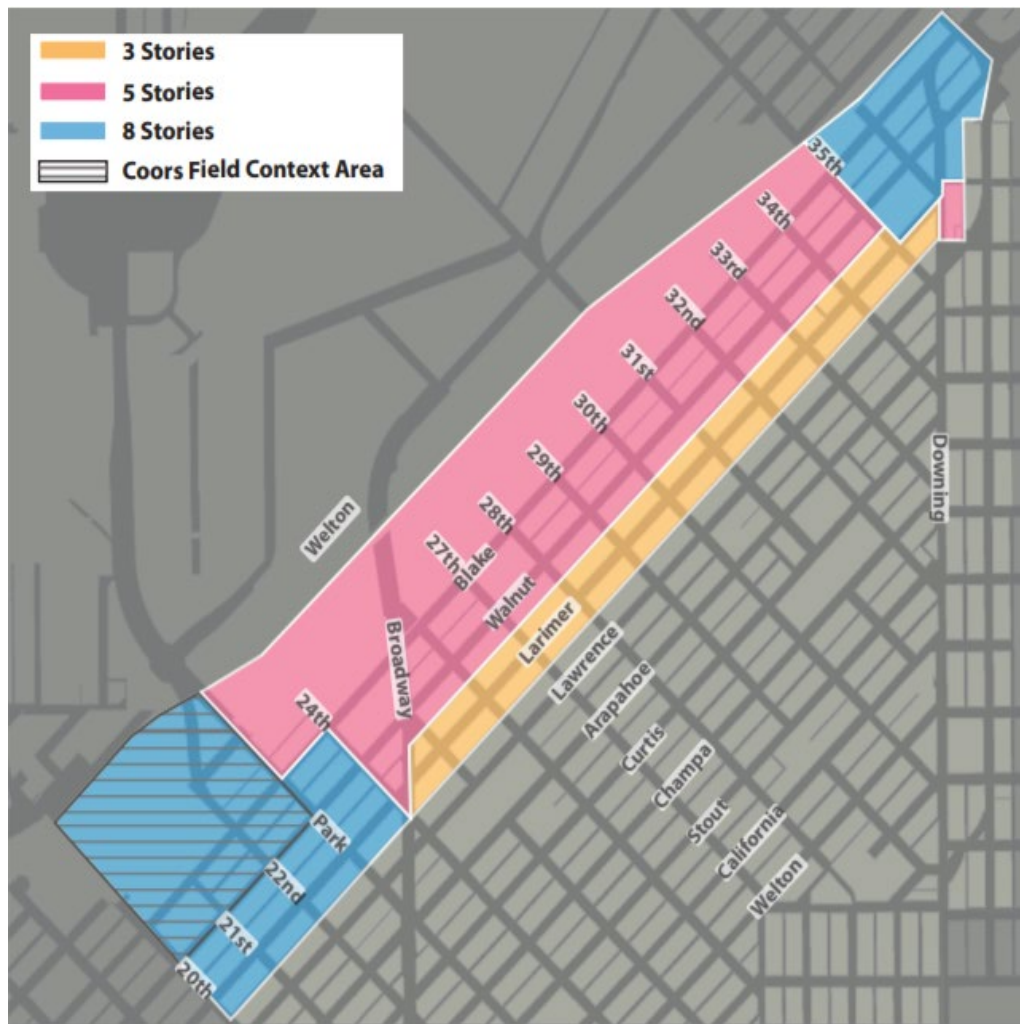 3 Stories
5 Stories
8 Stories
Coors Field Context Area
35th
34th
33rd
32nd
31st
30th
29th
28th
27th
Blake
Walnut
Welton
Larimer
Lawrence
Arapahoe
Curtis
Champa
Stout
California
Welton
Downing
Broadway
24th
Park
22nd
21st
20th